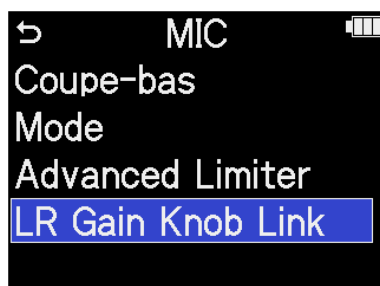 MIC
Coupe-bas
Mode
Advanced Limiter
LR Gain Knob Link